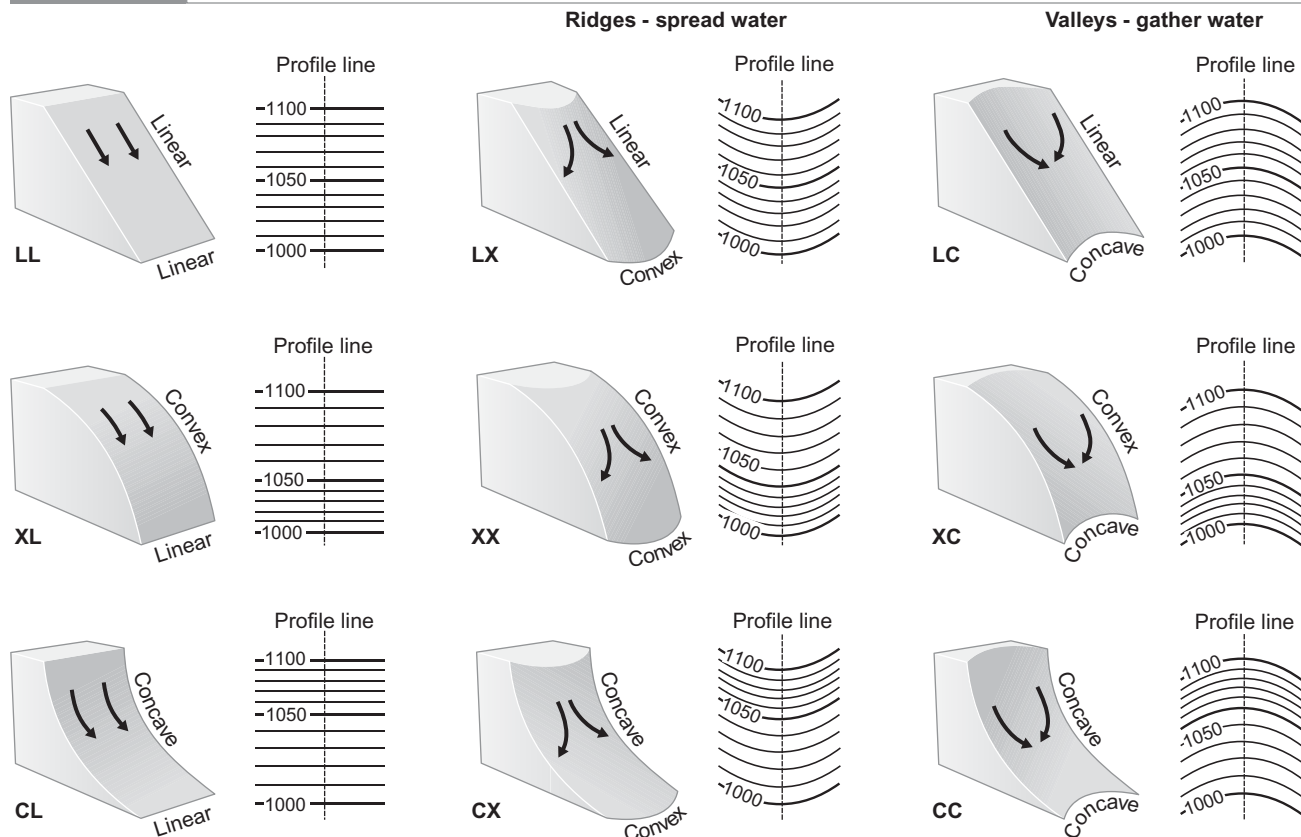 Ridges - spread water
Valleys - gather water
Profile line
1100
1050
1000
Linear
Linear
LL
Profile line
1100
1050
1000
Linear
Convex
LX
Profile line
1100
1050
1000
Linear
Concave
LC
Profile line
1100
1050
1000
Convex
Linear
XL
Profile line
1100
1050
1000
Convex
Convex
XX
Profile line
1100
1050
1000
Convex
Concave
XC
Profile line
1100
1050
1000
Concave
Linear
CL
Profile line
1100
1050
1000
Concave
Convex
CX
Profile line
1100
1050
1000
Concave
Concave
CC